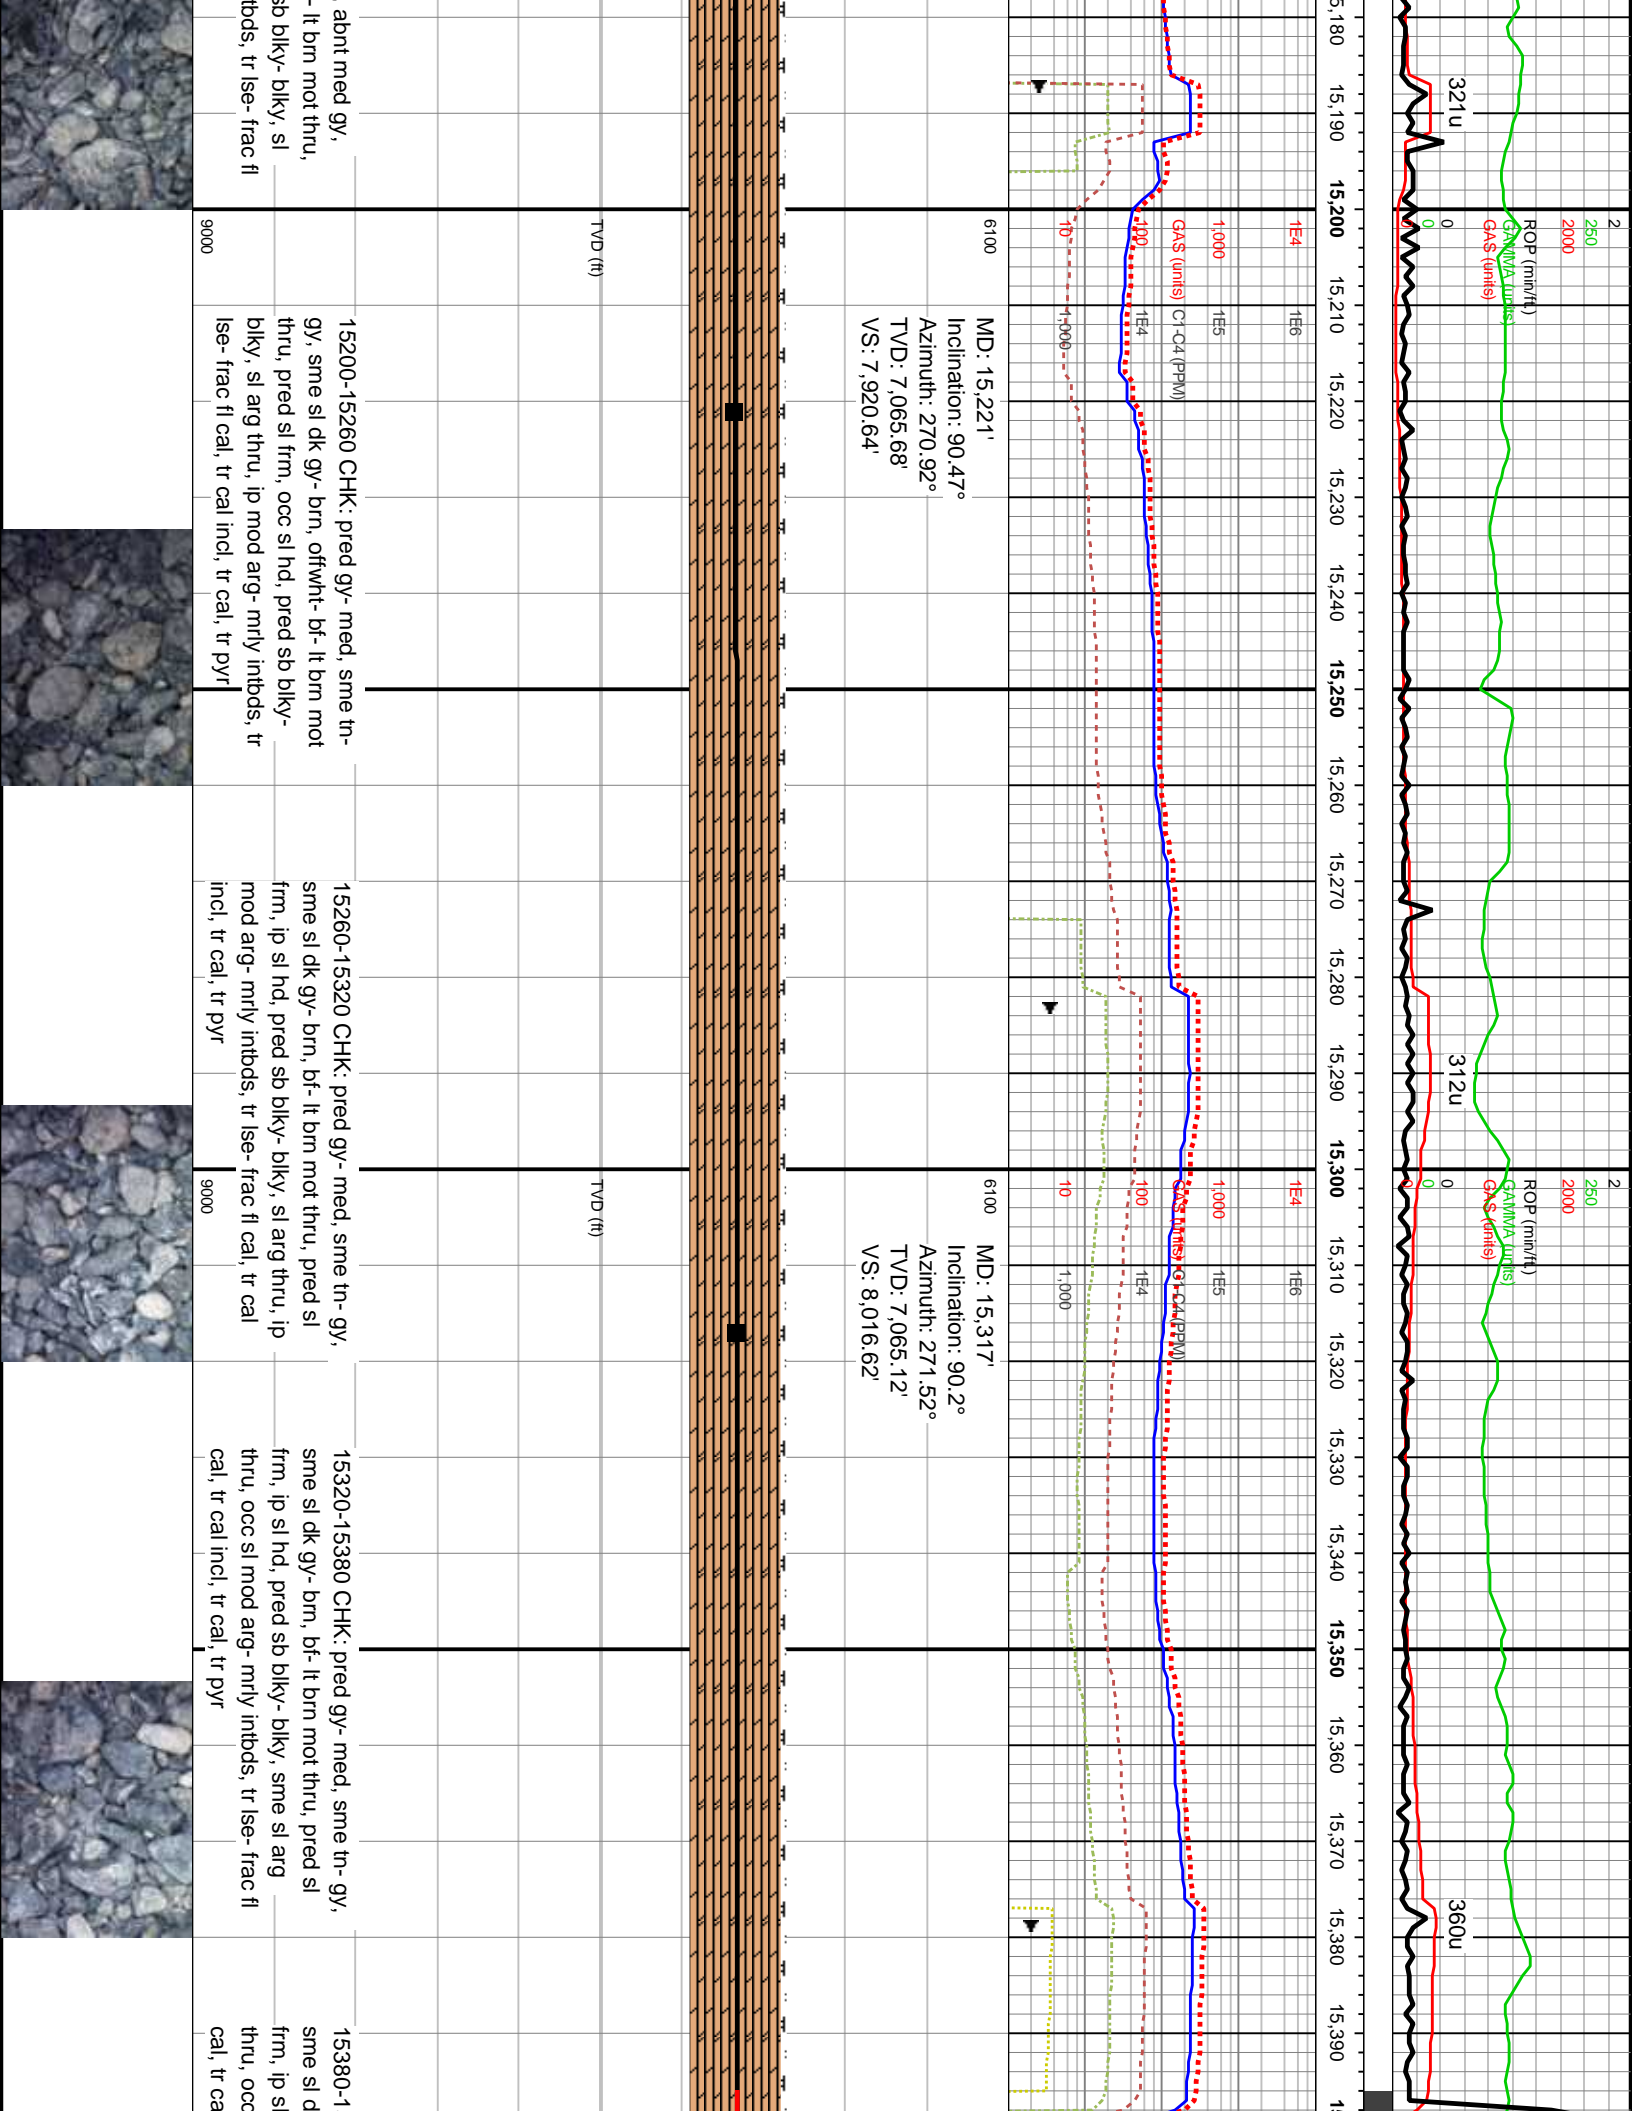 321u
312u
360u
2
250
2000
ROP (min/ft.)
GAMMA (units)
GAS (units)
0
0
0
2
250
2000
ROP (min/ft.)
GAMMA (units)
GAS (units)
0
0
0
15,180
15,190
15,200
15,210
15,220
15,230
15,240
15,250
15,260
15,270
15,280
15,290
15,300
15,310
15,320
15,330
15,340
15,350
15,360
15,370
15,380
15,390
1E4
1,000
GAS (units)
100
10
1E6
1E5
C1-C4 (PPM)
1E4
1,000
1E4
1,000
GAS (units)
100
10
1E6
1E5
C1-C4 (PPM)
1E4
1,000
6100
MD: 15,221'
Inclination: 90.47°
Azimuth: 270.92°
TVD: 7,065.68'
VS: 7,920.64'
6100
MD: 15,317'
Inclination: 90.2°
Azimuth: 271.52°
TVD: 7,065.12'
VS: 8,016.62'
TVD (ft)
9000
TVD (ft)
9000
, abnt med gy,
- lt brn mot thru,
sb blky- blky, sl
tbds, tr lse- frac fl
15200-15260 CHK: pred gy- med, sme tn-
gy, sme sl dk gy- brn, offwht- bf- lt brn mot
thru, pred sl frm, occ sl hd, pred sb blky-
blky, sl arg thru, ip mod arg- mrly intbds, tr
lse- frac fl cal, tr cal incl, tr cal, tr pyr
15260-15320 CHK: pred gy- med, sme tn- gy,
sme sl dk gy- brn, bf- lt brn mot thru, pred sl
frm, ip sl hd, pred sb blky- blky, sl arg thru, ip
mod arg- mrly intbds, tr lse- frac fl cal, tr cal
incl, tr cal, tr pyr
15320-15380 CHK: pred gy- med, sme tn- gy,
sme sl dk gy- brn, bf- lt brn mot thru, pred sl
frm, ip sl hd, pred sb blky- blky, sme sl arg
thru, occ sl mod arg- mrly intbds, tr lse- frac fl
cal, tr cal incl, tr cal, tr pyr
15380-1
sme sl d
frm, ip sl
thru, occ
cal, tr ca